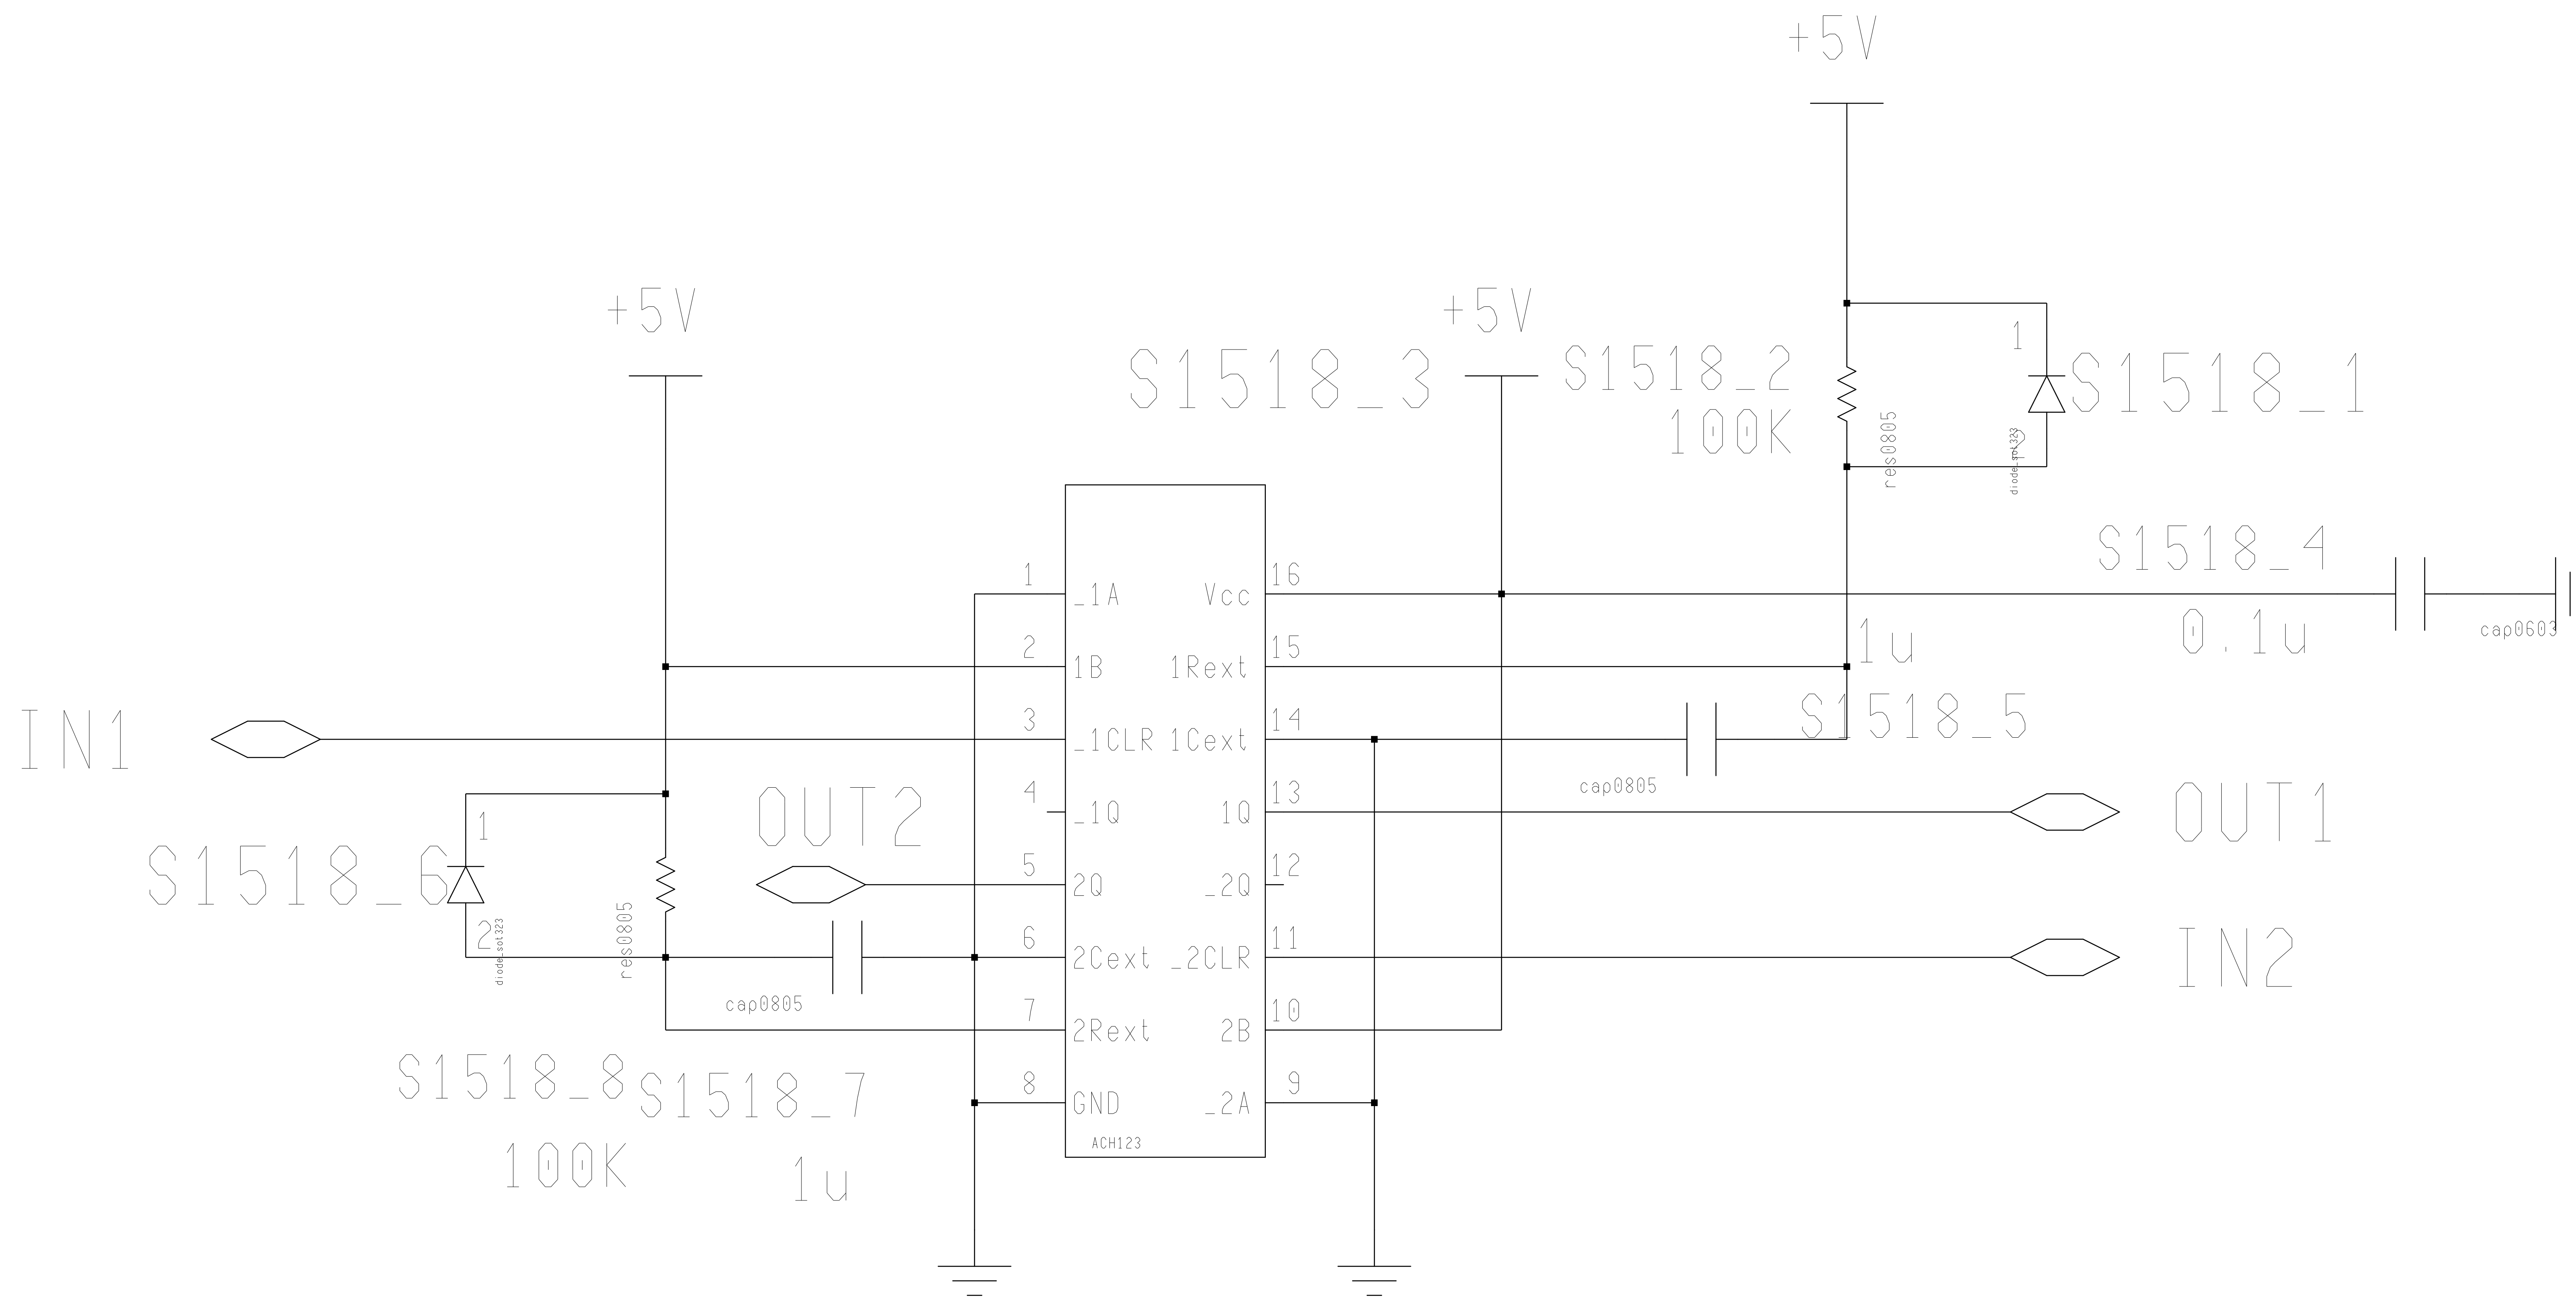 +5V
+5V
+5V
S1518_3
S1518_2
100K
res0805
1
2
diode_sot323
S1518_1
S1518_4
0.1u
cap0603
1 _1A
2 1B
3 _1CLR
4 _1Q
5 2Q
6 2Cext
7 2Rext
8 GND
16 Vcc
15 1Rext
14 1Cext
13 1Q
12 _2Q
11 _2CLR
10 2B
9 _2A
ACH123
1u
S1518_5
cap0805
IN1
OUT2
OUT1
IN2
S1518_6
1
2
diode_sot323
res0805
cap0805
S1518_8
100K
S1518_7
1u